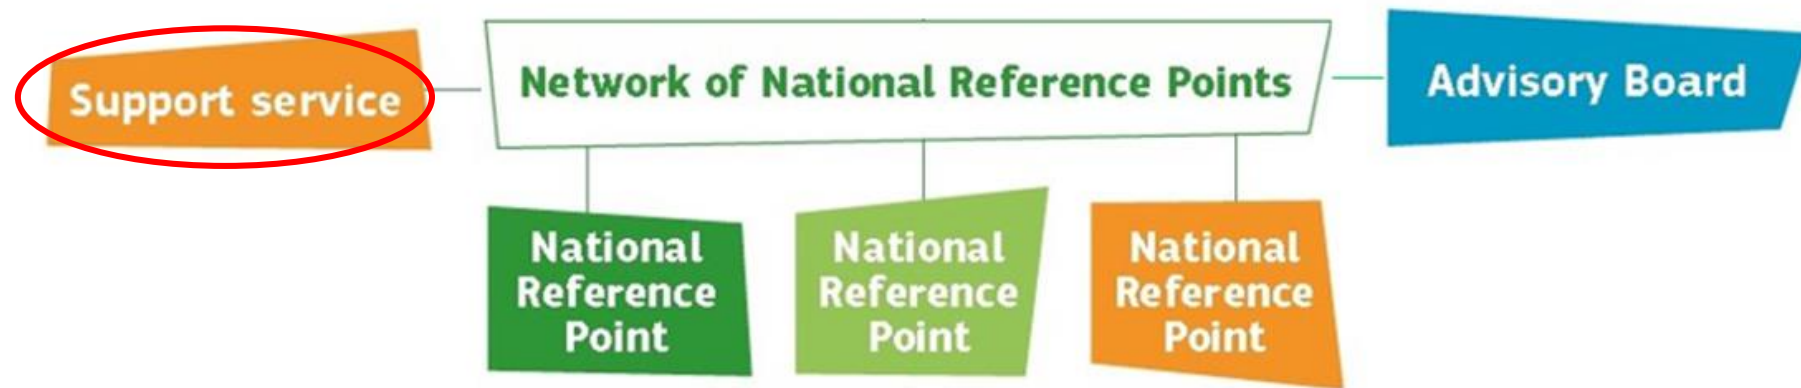 Support service
Network of National Reference Points
Advisory Board
National
Reference
Point
National
Reference
Point
National
Reference
Point